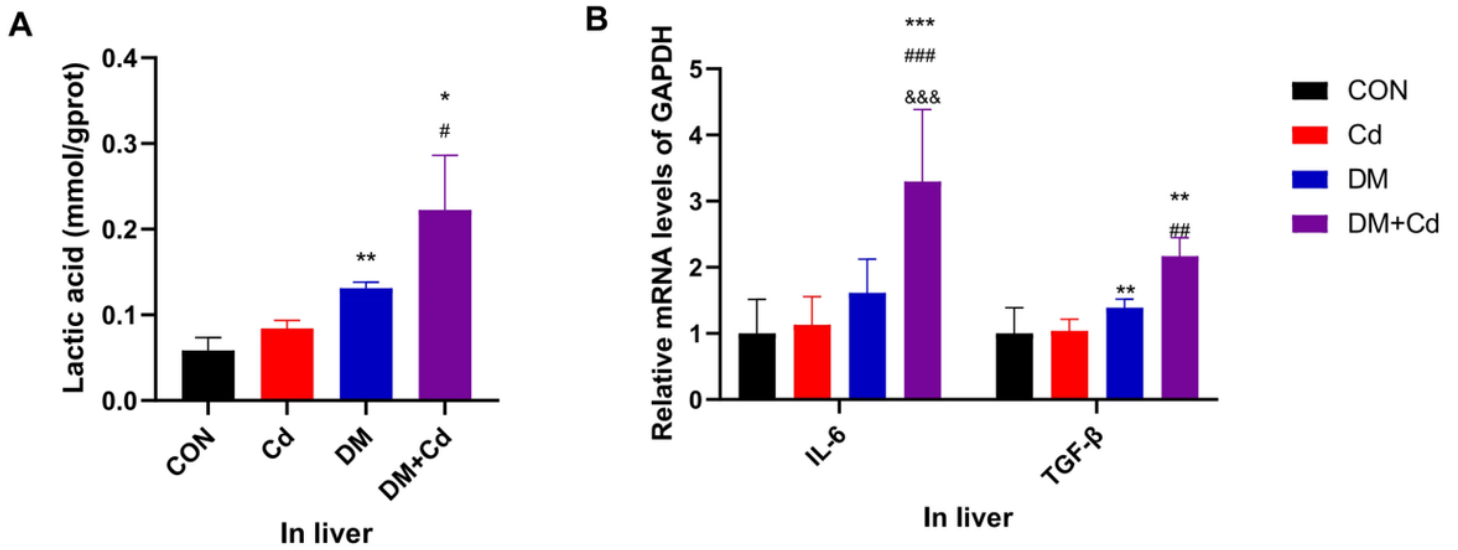 A
Lactic acid (mmol/gprot)
0.4
0.3
0.2
0.1
0.0
**
*
#
CON
Cd
DM
DM+Cd
In liver
B
Relative mRNA levels of GAPDH
5
4
3
2
1
0
***
###
&&&
**
**
##
IL-6
TGF-β
In liver
CON
Cd
DM
DM+Cd